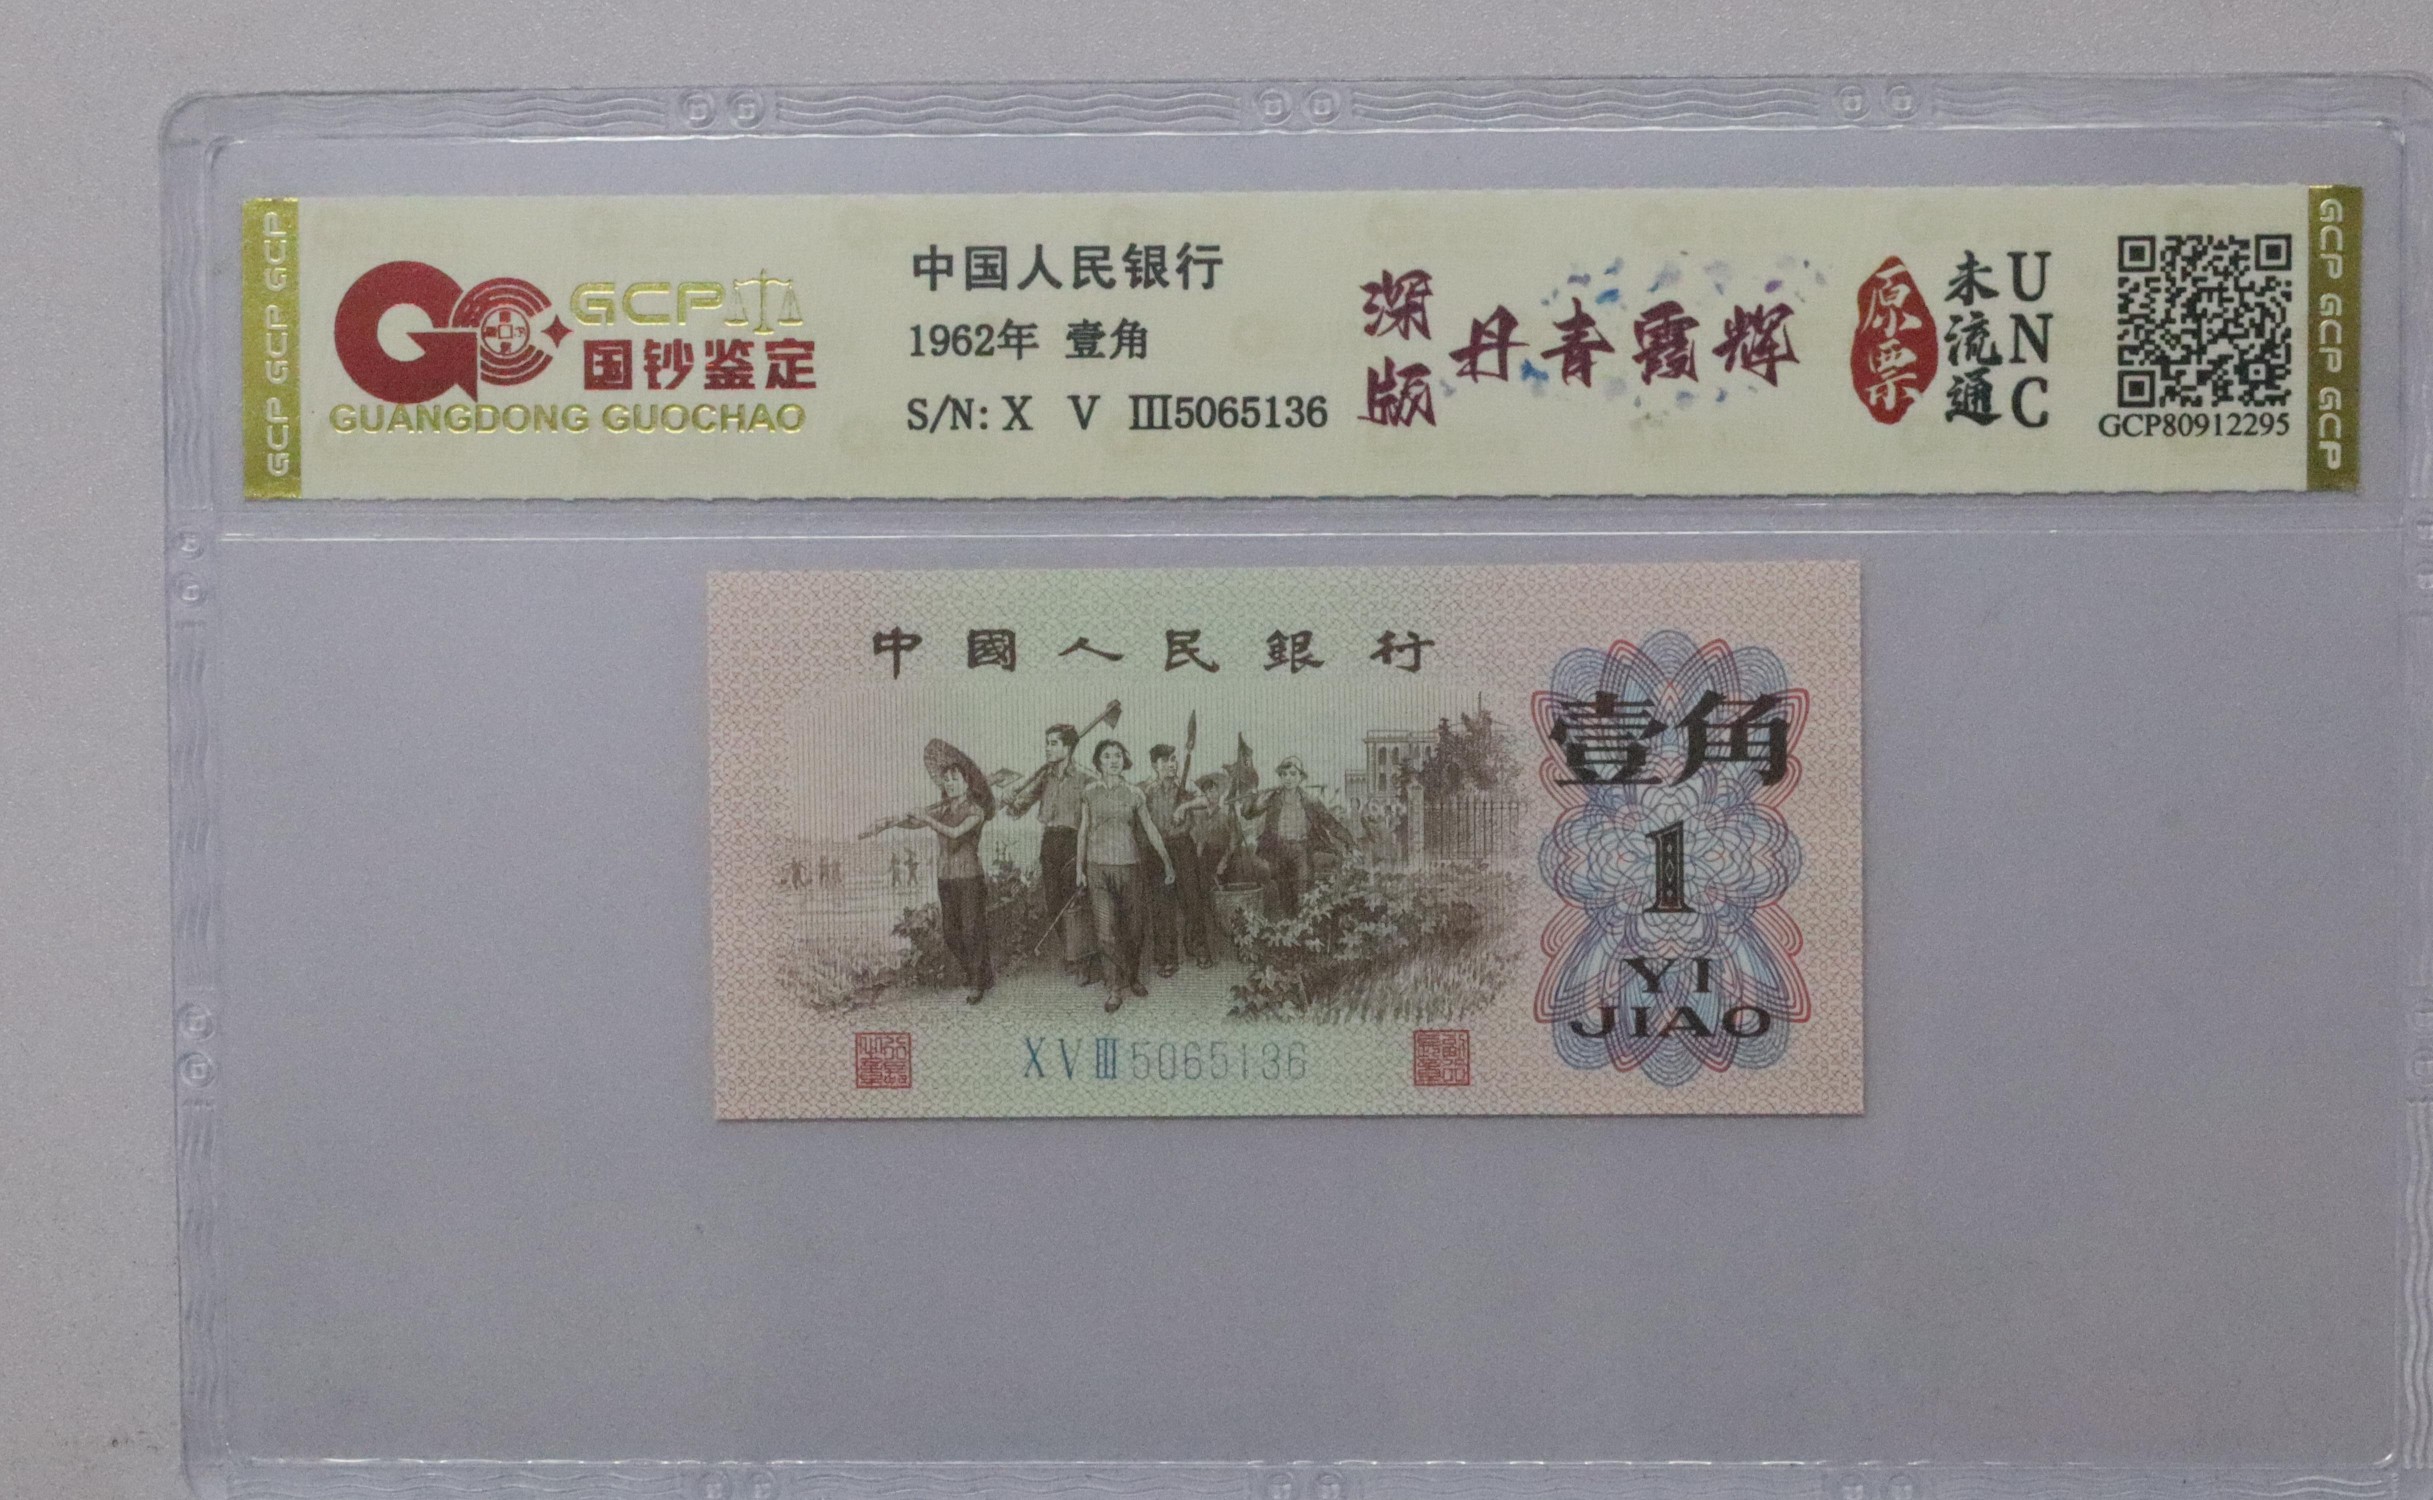 GCP GCP GCP
GCP
国钞鉴定
GUANGDONG GUOCHAO
中国人民银行
1962年 壹角
S/N: X V Ⅲ5065136
深版
丹青霞辉
原票
未流通
UNC
GCP80912295
GCP GCP GCP
中國人民銀行
壹角
1
YI
JIAO
X V Ⅲ 5065136